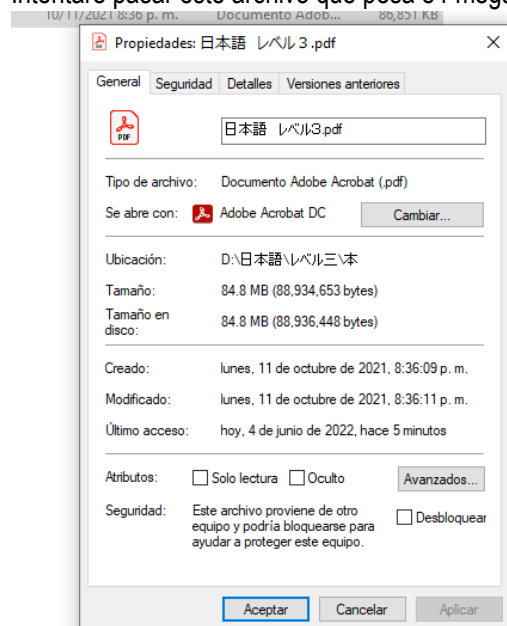 Intentaré pasar este archivo que pesa 84 mega
10/11/2021 8:36 p. m. Documento Adob... 86,851 KB
Propiedades: 日本語　レベル３.pdf
General Seguridad Detalles Versiones anteriores
PDF
日本語　レベル3.pdf
Tipo de archivo: Documento Adobe Acrobat (.pdf)
Se abre con: Adobe Acrobat DC Cambiar...
Ubicación: D:\日本語\レベル三\本
Tamaño: 84.8 MB (88,934,653 bytes)
Tamaño en disco: 84.8 MB (88,936,448 bytes)
Creado: lunes, 11 de octubre de 2021, 8:36:09 p. m.
Modificado: lunes, 11 de octubre de 2021, 8:36:11 p. m.
Último acceso: hoy, 4 de junio de 2022, hace 5 minutos
Atributos: Solo lectura Oculto Avanzados...
Seguridad: Este archivo proviene de otro
equipo y podría bloquearse para
ayudar a proteger este equipo.
Desbloquear
Aceptar Cancelar Aplicar